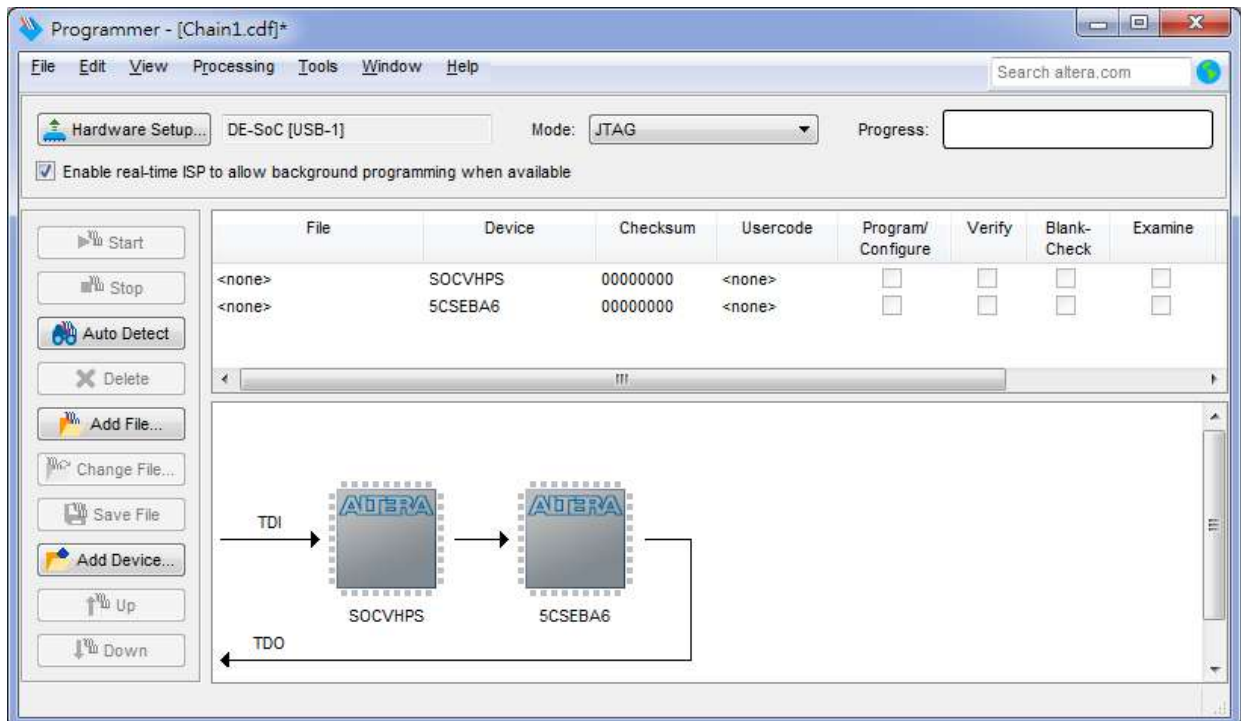 Programmer - [Chain1.cdf]*
File Edit View Processing Tools Window Help
Search altera.com
Hardware Setup... DE-SoC [USB-1] Mode: JTAG Progress:
Enable real-time ISP to allow background programming when available
Start
Stop
Auto Detect
Delete
Add File...
Change File...
Save File
Add Device...
Up
Down
File Device Checksum Usercode Program/ Configure Verify Blank- Check Examine
<none> SOCVHPS 00000000 <none>
<none> 5CSEBA6 00000000 <none>
TDI
ALTERA ALTERA
SOCVHPS 5CSEBA6
TDO